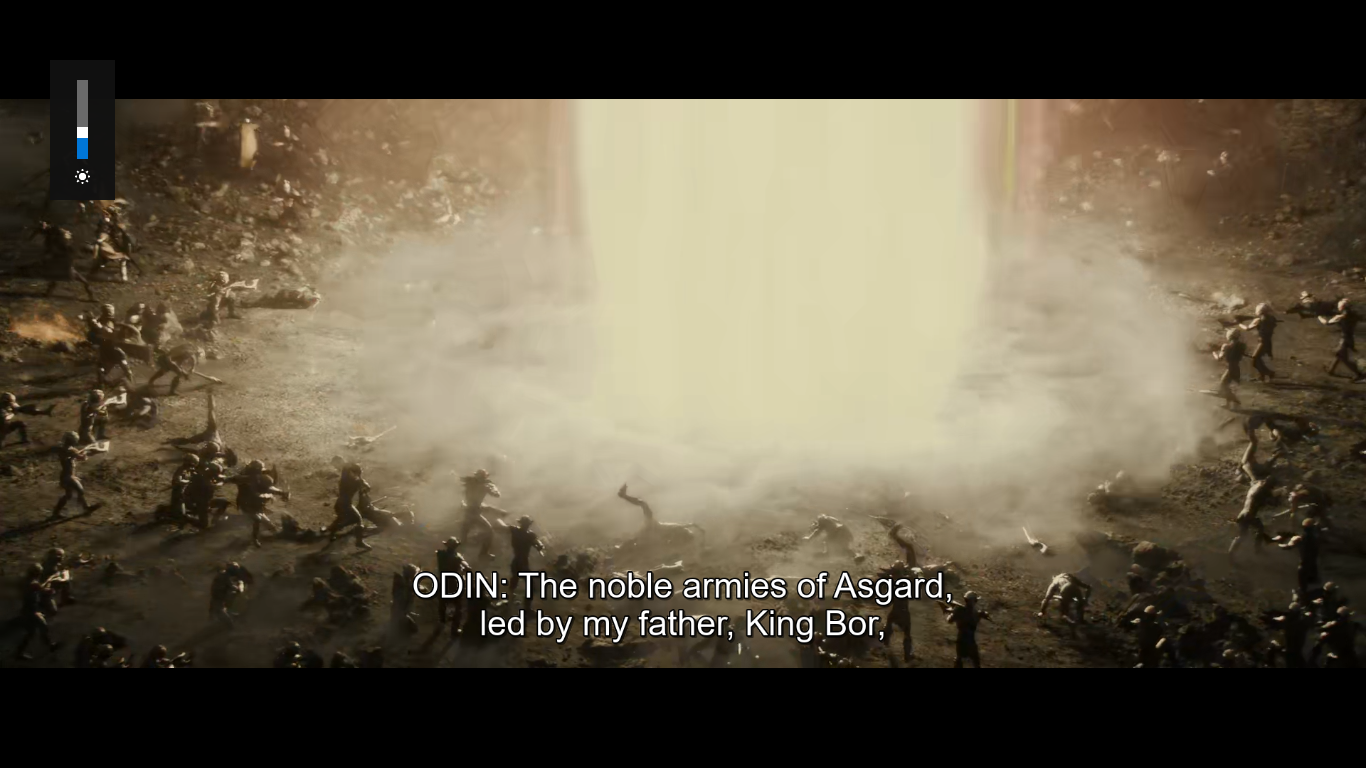 ODIN: The noble armies of Asgard,
led by my father, King Bor,